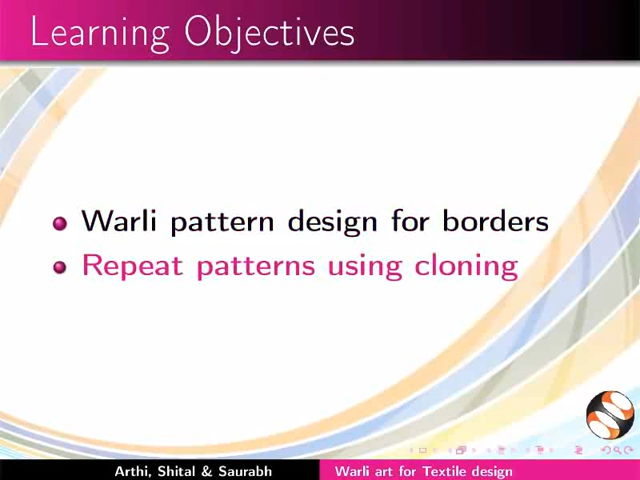 Learning Objectives
Warli pattern design for borders
Repeat patterns using cloning
Arthi, Shital & Saurabh Warli art for Textile design